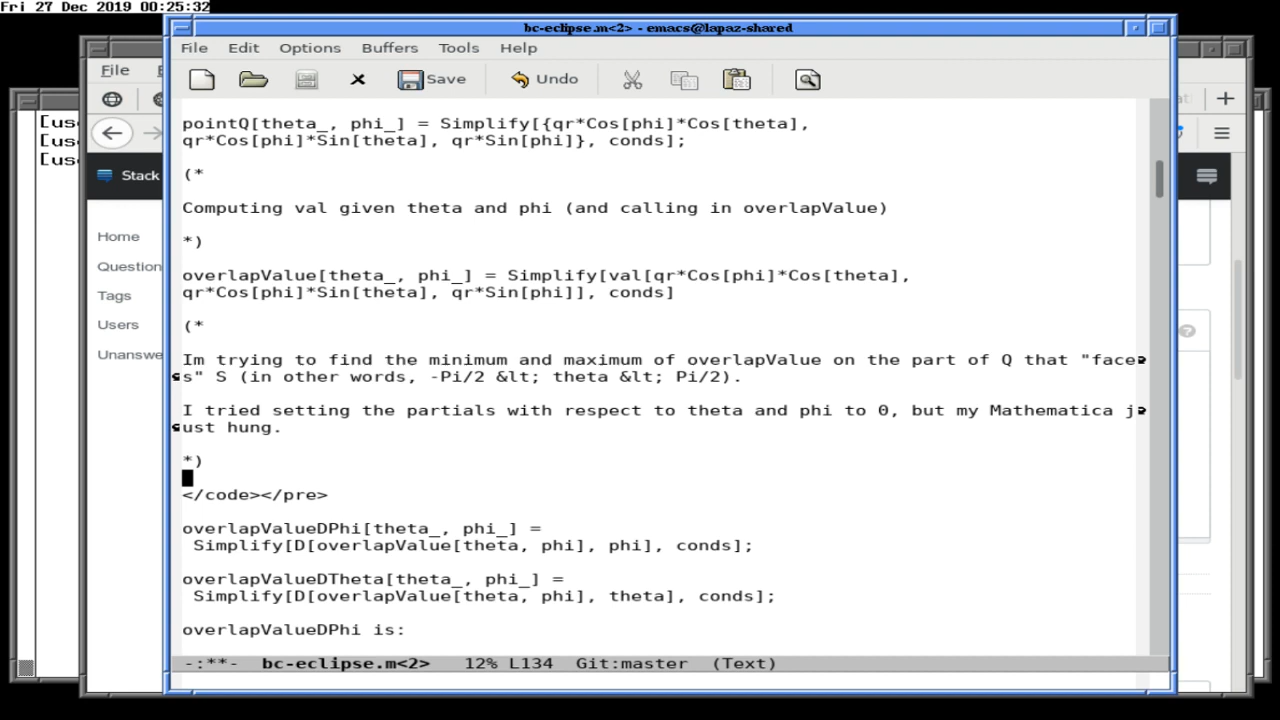 Fri 27 Dec 2019 00:25:32
bc-eclipse.m<2> - emacs@lapaz-shared
File Edit Options Buffers Tools Help
Save Undo
File
[use
[use
[use
Stack
Home
Question
Tags
Users
Unanswe
pointQ[theta_, phi_] = Simplify[{qr*Cos[phi]*Cos[theta],
qr*Cos[phi]*Sin[theta], qr*Sin[phi]}, conds];
(*
Computing val given theta and phi (and calling in overlapValue)
*)
overlapValue[theta_, phi_] = Simplify[val[qr*Cos[phi]*Cos[theta],
qr*Cos[phi]*Sin[theta], qr*Sin[phi]], conds]
(*
Im trying to find the minimum and maximum of overlapValue on the part of Q that "face
s" S (in other words, -Pi/2 &lt; theta &lt; Pi/2).
I tried setting the partials with respect to theta and phi to 0, but my Mathematica j
ust hung.
*)
</code></pre>
overlapValueDPhi[theta_, phi_] =
Simplify[D[overlapValue[theta, phi], phi], conds];
overlapValueDTheta[theta_, phi_] =
Simplify[D[overlapValue[theta, phi], theta], conds];
overlapValueDPhi is:
-:**- bc-eclipse.m<2> 12% L134 Git:master (Text)